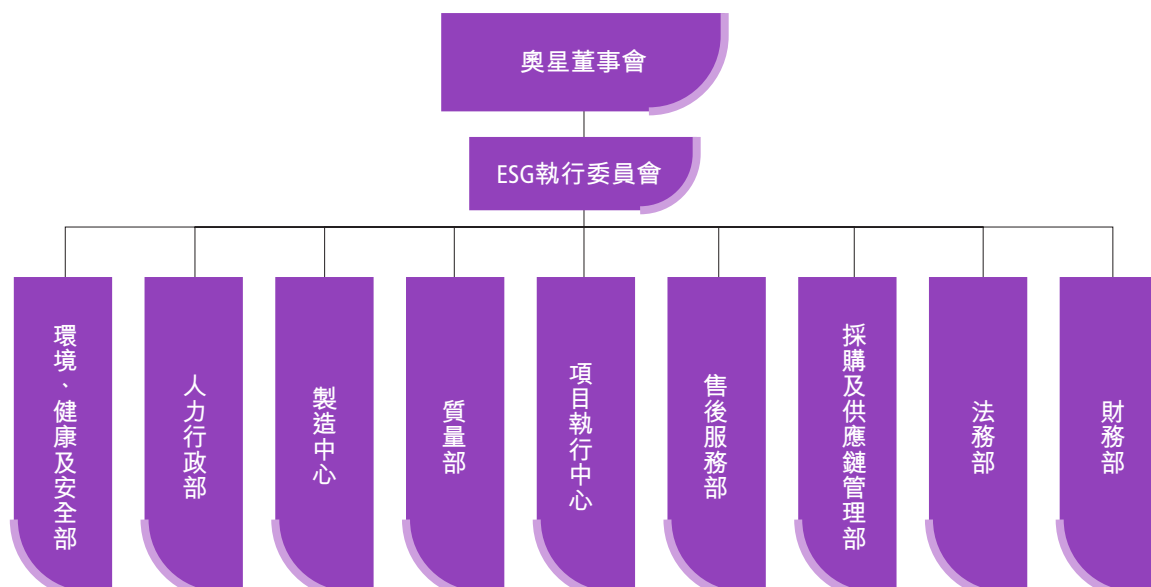 奧星董事會
ESG執行委員會
環境、健康及安全部
人力行政部
製造中心
質量部
項目執行中心
售後服務部
採購及供應鏈管理部
法務部
財務部